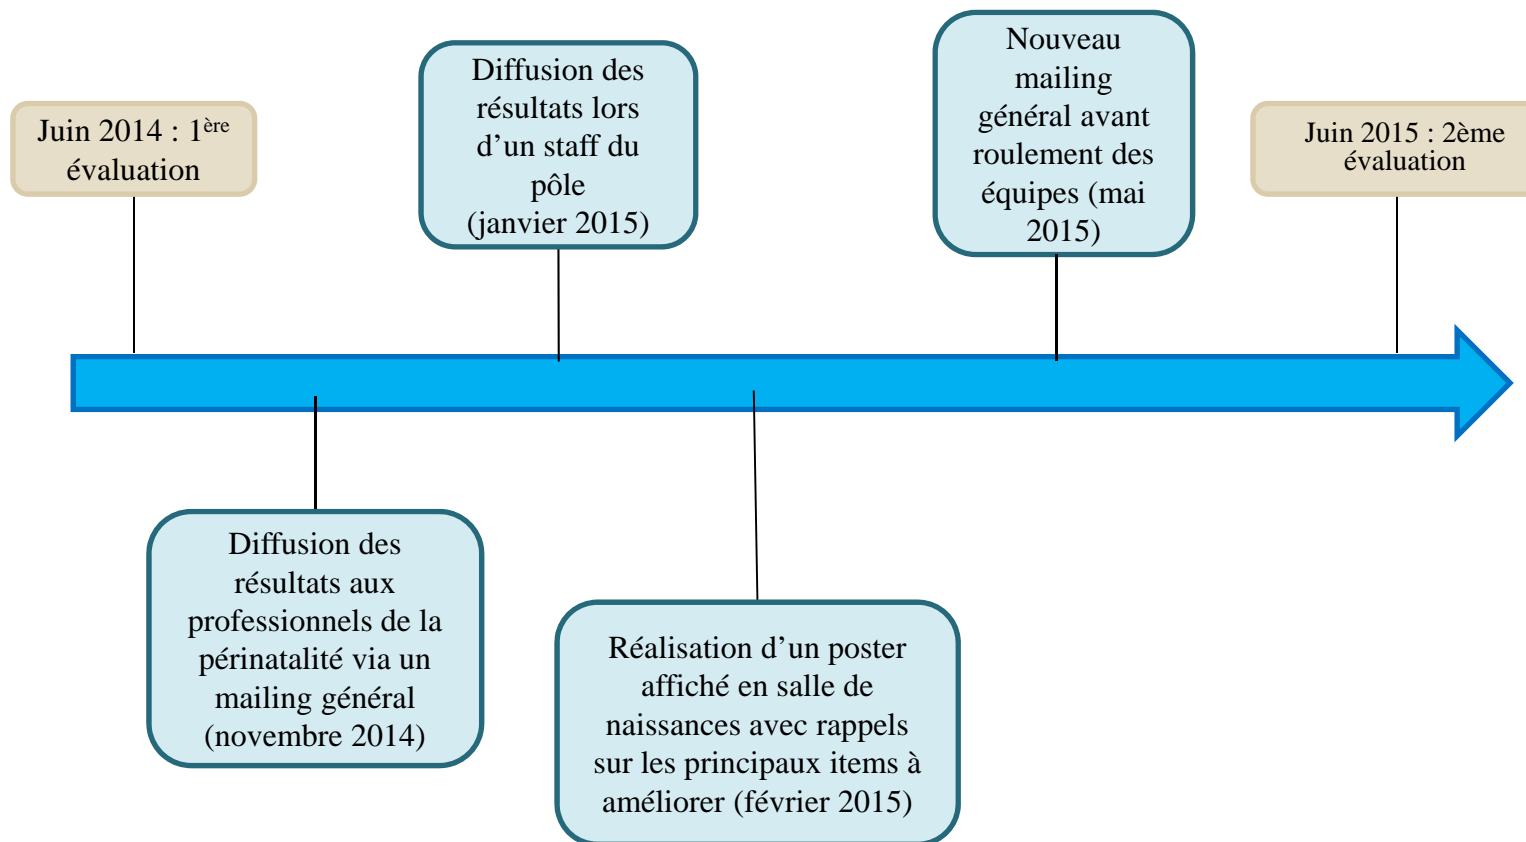 Juin 2014 : 1ère
évaluation
Diffusion des
résultats aux
professionnels de la
périnatalité via un
mailing général
(novembre 2014)
Diffusion des
résultats lors
d’un staff du
pôle
(janvier 2015)
Réalisation d’un poster
affiché en salle de
naissances avec rappels
sur les principaux items à
améliorer (février 2015)
Nouveau
mailing
général avant
roulement des
équipes (mai
2015)
Juin 2015 : 2ème
évaluation